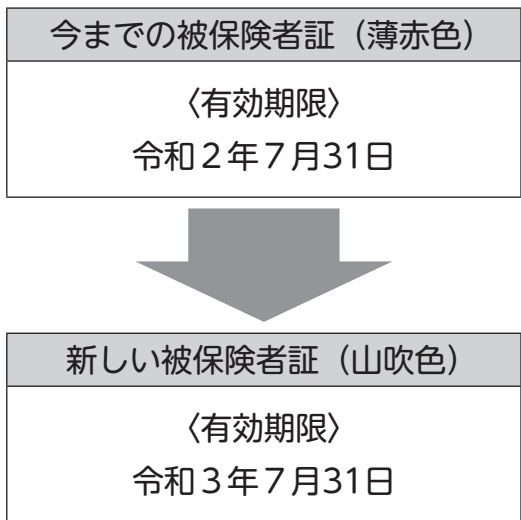 今までの被保険者証（薄赤色）
〈有効期限〉
令和２年７月31日
新しい被保険者証（山吹色）
〈有効期限〉
令和３年７月31日